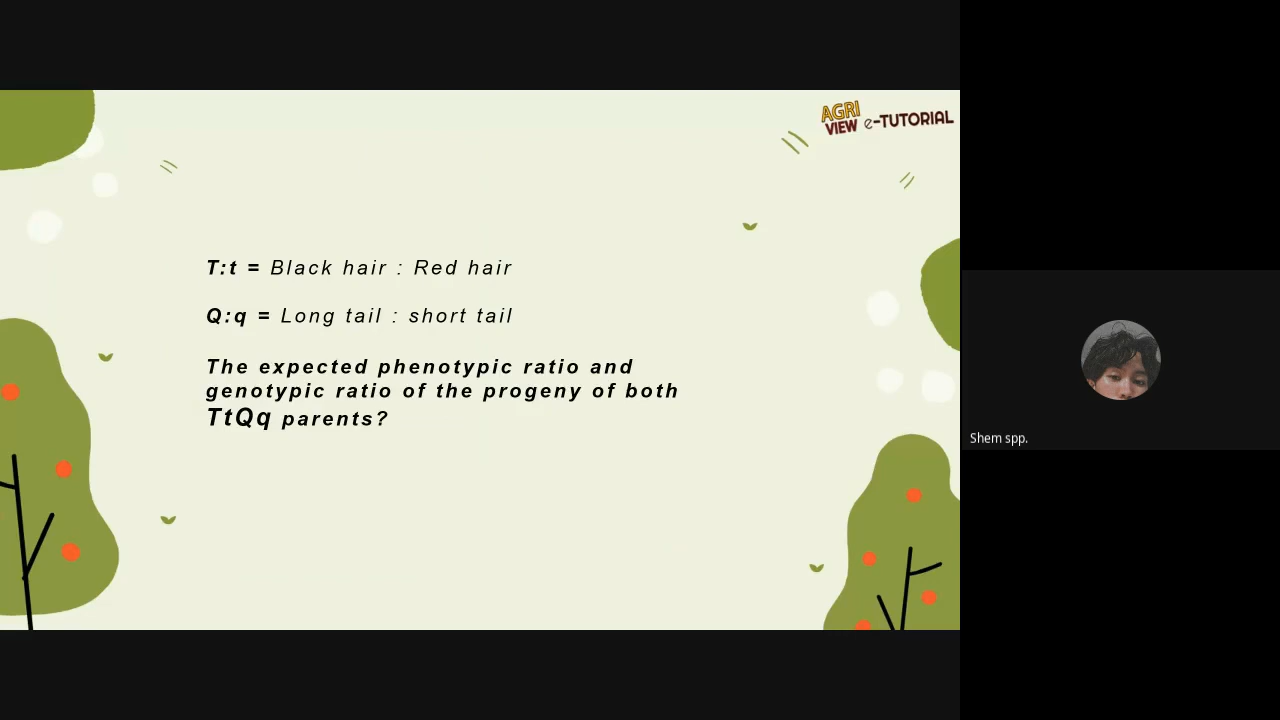 AGRI
VIEW e-TUTORIAL
T:t = Black hair : Red hair
Q:q = Long tail : short tail
The expected phenotypic ratio and
genotypic ratio of the progeny of both
TtQq parents?
Shem spp.